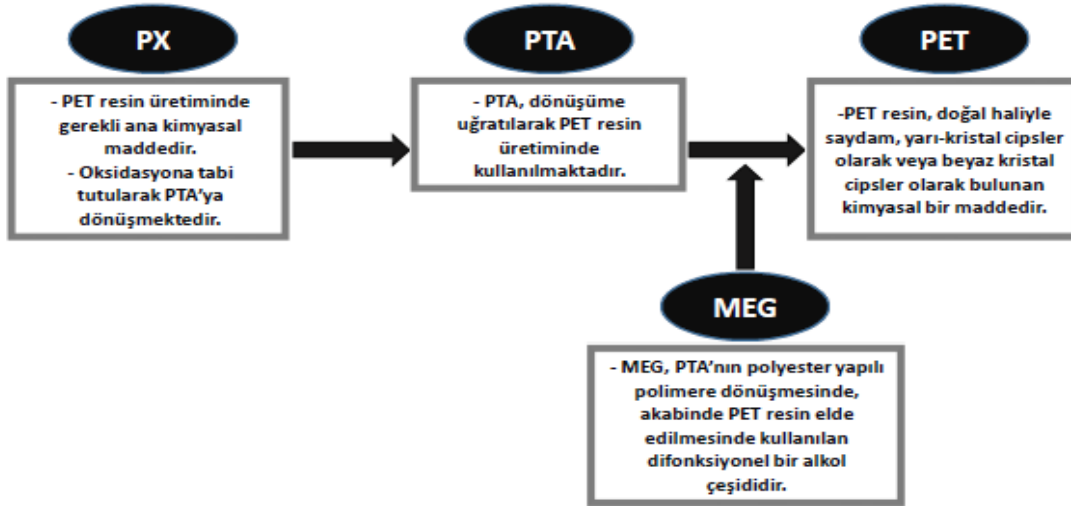 PX
- PET resin üretiminde
gerekli ana kimyasal
maddedir.
- Oksidasyona tabi
tutularak PTA'ya
dönüşmektedir.
PTA
- PTA, dönüşüme
uğratılarak PET resin
üretiminde
kullanılmaktadır.
PET
-PET resin, doğal haliyle
saydam, yarı-kristal cipsler
olarak veya beyaz kristal
cipsler olarak bulunan
kimyasal bir maddedir.
MEG
- MEG, PTA'nın polyester yapılı
polimere dönüşmesinde,
akabinde PET resin elde
edilmesinde kullanılan
difonksiyonel bir alkol
çeşididir.